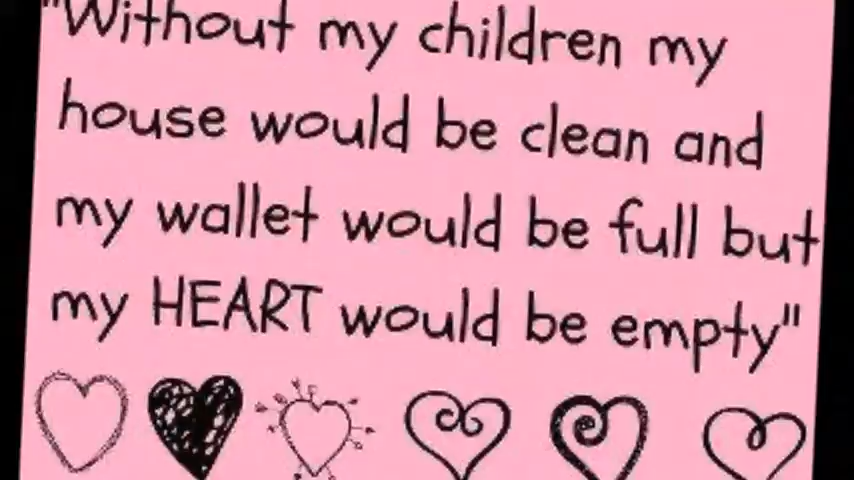 "Without my children my
house would be clean and
my wallet would be full but
my HEART would be empty"